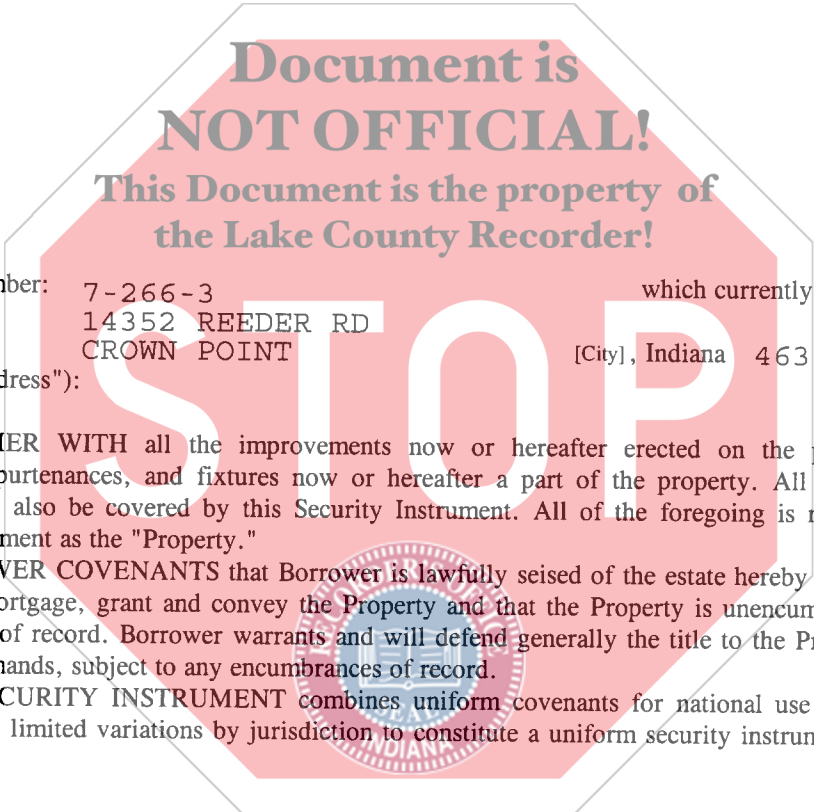 Document is
NOT OFFICIAL!
This Document is the property of
the Lake County Recorder!
STOP
nber: 7-266-3 which currently
14352 REEDER RD
CROWN POINT [City], Indiana 463
dress"):
IER WITH all the improvements now or hereafter erected on the p
purtenances, and fixtures now or hereafter a part of the property. All
also be covered by this Security Instrument. All of the foregoing is r
ment as the "Property."
VER COVENANTS that Borrower is lawfully seised of the estate hereby
ortgage, grant and convey the Property and that the Property is unencum
of record. Borrower warrants and will defend generally the title to the Pr
nands, subject to any encumbrances of record.
CURITY INSTRUMENT combines uniform covenants for national use
limited variations by jurisdiction to constitute a uniform security instrum
SEAL
INDIANA